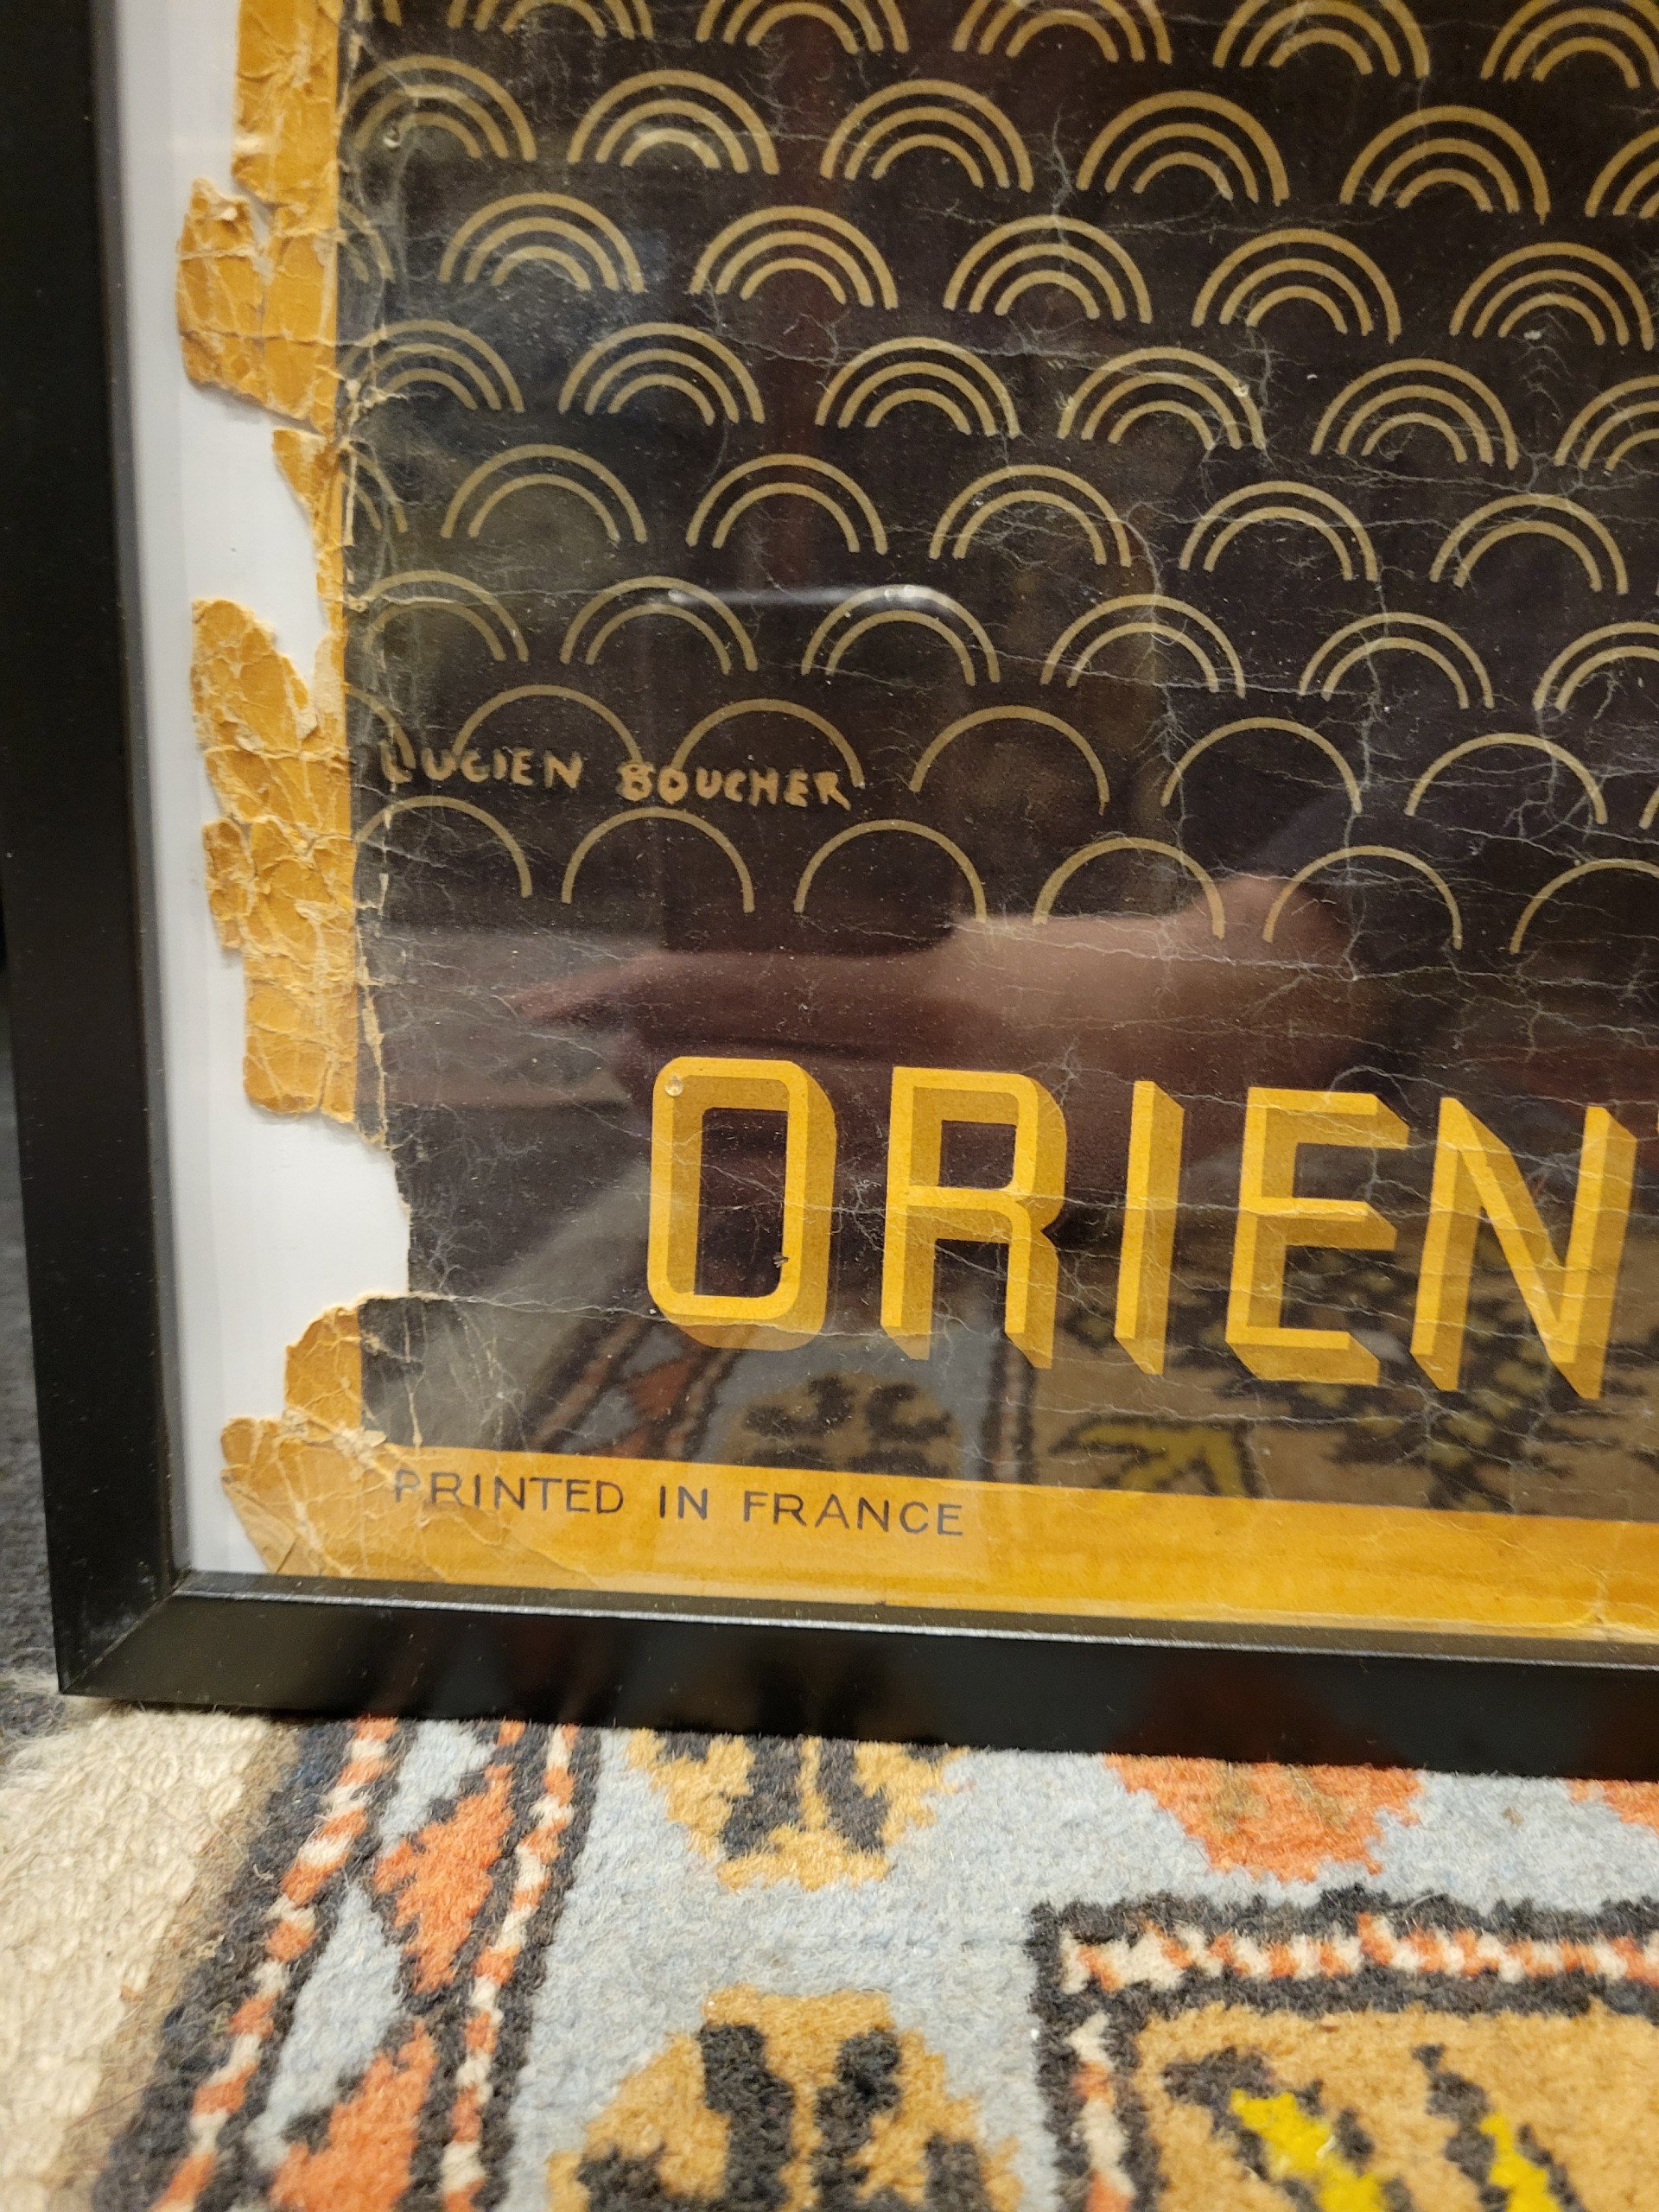 LUCIEN BOUCHER
ORIEN
PRINTED IN FRANCE